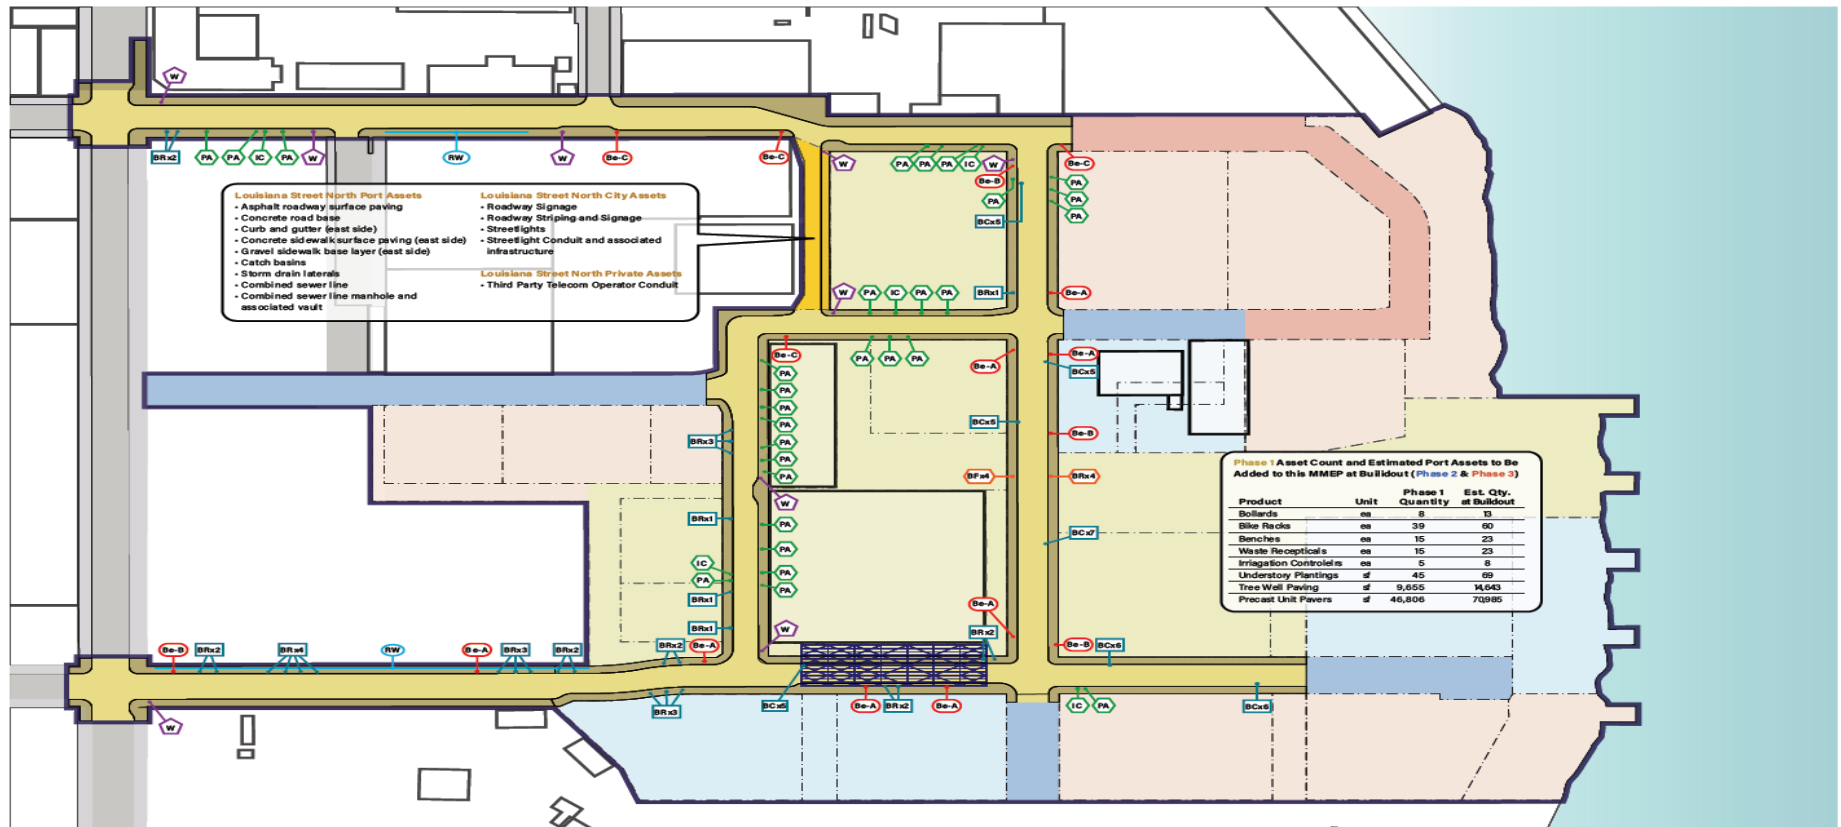 W
BRx2
PA
PA
IC
PA
W
RW
W
Be-C
Be-C
W
PA
PA
PA
IC
W
Be-B
PA
BCx5
Be-C
PA
PA
PA
Louisiana Street North Port Assets
- Asphalt roadway surface paving
- Concrete road base
- Curb and gutter (east side)
- Concrete sidewalk surface paving (east side)
- Gravel sidewalk base layer (east side)
- Catch basins
- Storm drain laterals
- Combined sewer line
- Combined sewer line manhole and
associated vault
Louisiana Street North City Assets
- Roadway Signage
- Roadway Striping and Signage
- Streetlights
- Streetlight Conduit and associated
infrastructure
Louisiana Street North Private Assets
- Third Party Telecom Operator Conduit
W
PA
IC
PA
PA
BRx1
Be-A
Be-C
PA
PA
PA
Be-A
Be-A
BCx5
PA
PA
PA
PA
PA
PA
PA
BRx3
BCx5
Be-B
BFx4
BRx4
W
BRx1
PA
PA
PA
PA
BCx7
IC
PA
BRx1
BRx1
Be-A
W
BRx2
Phase 1 Asset Count and Estimated Port Assets to Be
Added to this MMEP at Builidout (Phase 2 & Phase 3)
Product Unit Phase 1 Quantity Est. Qty. at Buildout
Bollards ea 8 13
Bike Racks ea 39 60
Benches ea 15 23
Waste Recepticals ea 15 23
Irriagation Controlelrs ea 5 8
Understory Plantings sf 45 69
Tree Well Paving sf 9,655 14,643
Precast Unit Pavers sf 46,806 70,985
Be-B
BRx2
BRx4
RW
Be-A
BRx3
BRx2
BRx2
Be-A
Be-B
BCx6
W
BRx3
BCx5
Be-A
BRx2
Be-A
IC
PA
BCx6